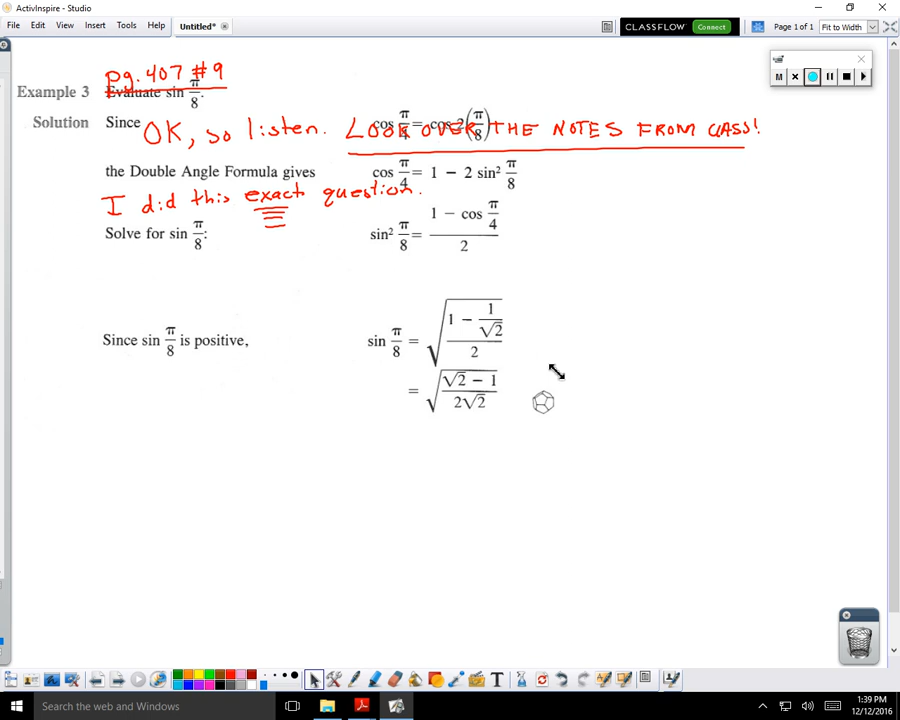 ActivInspire - Studio
File Edit View Insert Tools Help Untitled* CLASSFLOW Connect Page 1 of 1 Fit to Width
pg. 407 #9
Example 3 Evaluate sin π/8.
Solution Since cos π/4 = cos 2(π/8)
OK, so listen. LOOK OVER THE NOTES FROM CLASS!
the Double Angle Formula gives cos π/4 = 1 − 2 sin² π/8
I did this exact question.
Solve for sin π/8: sin² π/8 = (1 − cos π/4)/2
Since sin π/8 is positive, sin π/8 = √((1 − 1/√2)/2)
= √((√2 − 1)/(2√2))
M
Search the web and Windows
1:39 PM
12/12/2016